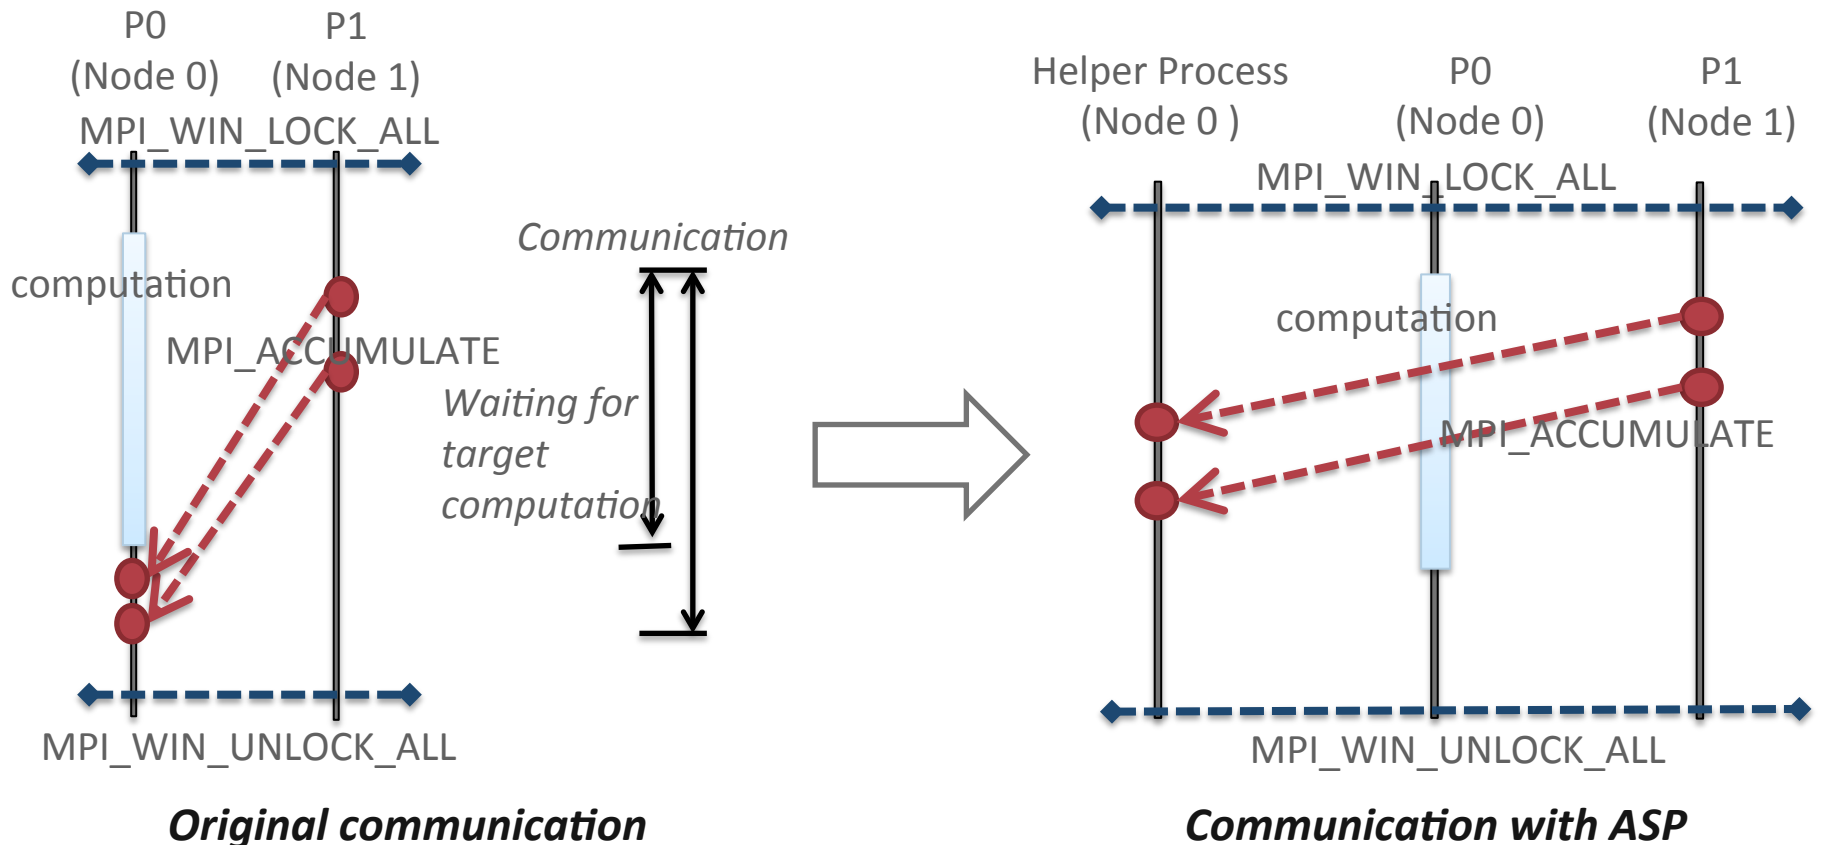 P0
(Node 0)
P1
(Node 1)
MPI_WIN_LOCK_ALL
computation
MPI_ACCUMULATE
Communication
Waiting for
target
computation
MPI_WIN_UNLOCK_ALL
Original communication
Helper Process
(Node 0 )
P0
(Node 0)
P1
(Node 1)
MPI_WIN_LOCK_ALL
computation
MPI_ACCUMULATE
MPI_WIN_UNLOCK_ALL
Communication with ASP